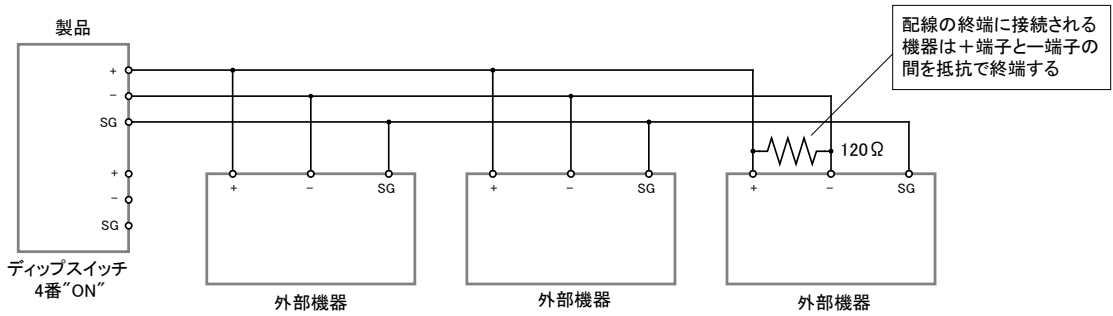 製品
+
−
SG
+
−
SG
ディップスイッチ
4番"ON"
+
−
SG
外部機器
+
−
SG
外部機器
+
−
SG
外部機器
120Ω
配線の終端に接続される
機器は＋端子と−端子の
間を抵抗で終端する